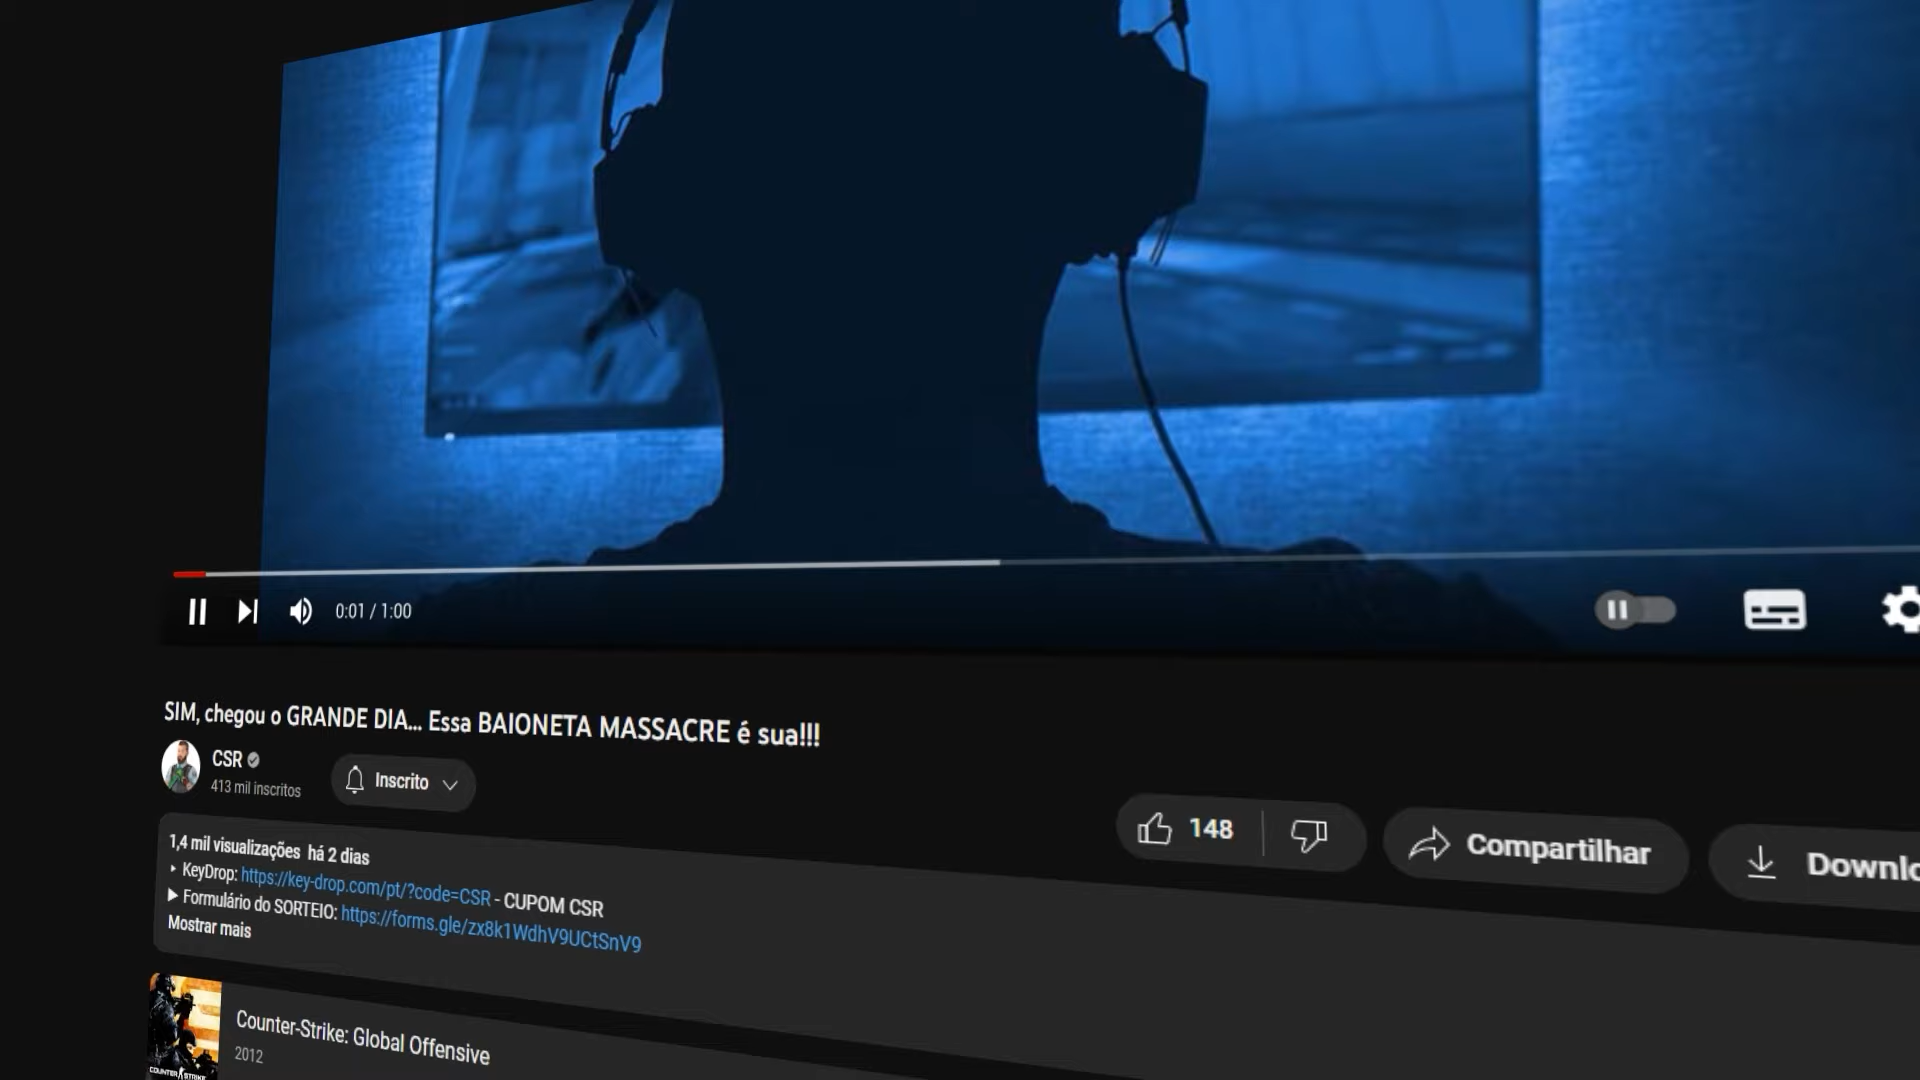 0:01 / 1:00
SIM, chegou o GRANDE DIA... Essa BAIONETA MASSACRE é sua!!!
CSR
413 mil inscritos
Inscrito
148
Compartilhar
Downlo
1,4 mil visualizações há 2 dias
‣ KeyDrop: https://key-drop.com/pt/?code=CSR - CUPOM CSR
▶ Formulário do SORTEIO: https://forms.gle/zx8k1WdhV9UCtSnV9
Mostrar mais
Counter-Strike: Global Offensive
2012
COUNTER STRIKE